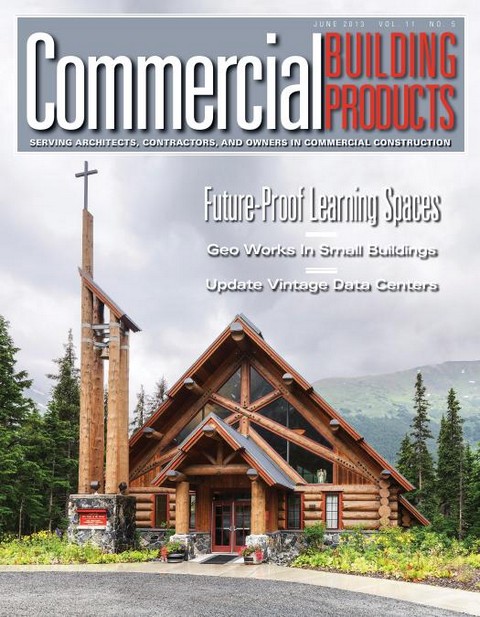 JUNE 2013 VOL. 11 NO. 5
Commercial
BUILDING
PRODUCTS
SERVING ARCHITECTS, CONTRACTORS, AND OWNERS IN COMMERCIAL CONSTRUCTION
Future-Proof Learning Spaces
Geo Works In Small Buildings
Update Vintage Data Centers